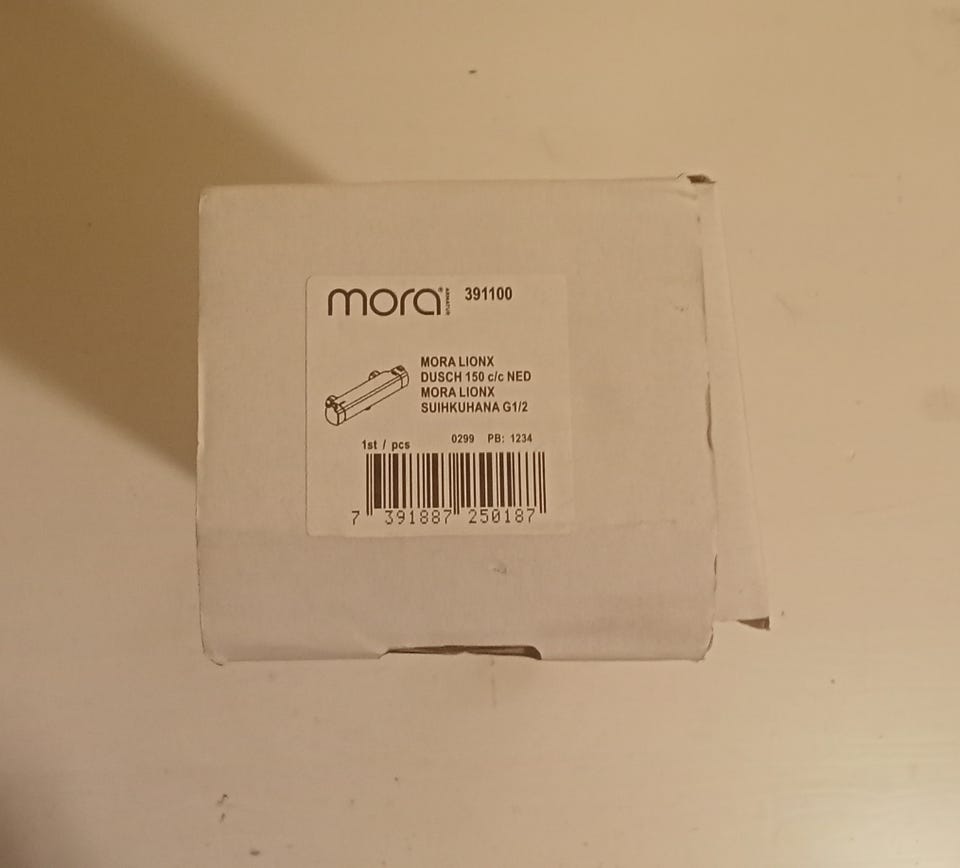 mora® ARMATUR 391100
MORA LIONX
DUSCH 150 c/c NED
MORA LIONX
SUIHKUHANA G1/2
1st / pcs 0299 PB: 1234
7 391887 250187